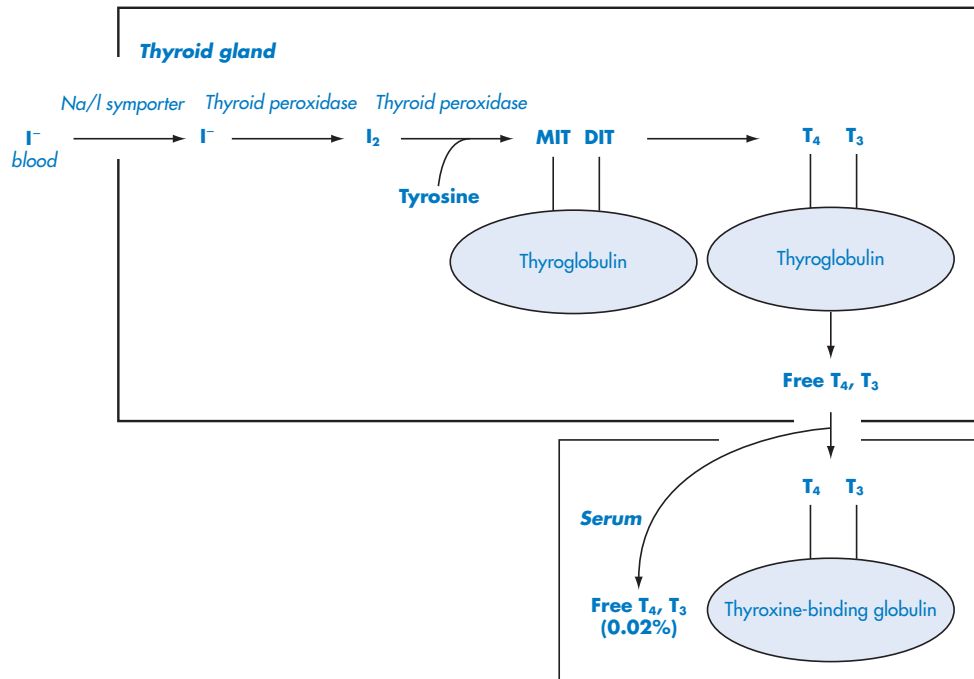 Thyroid gland
Na/l symporter Thyroid peroxidase Thyroid peroxidase
I⁻ I⁻ I₂ MIT DIT T₄ T₃
blood
Tyrosine
Thyroglobulin Thyroglobulin
Free T₄, T₃
T₄ T₃
Serum
Free T₄, T₃
(0.02%)
Thyroxine-binding globulin